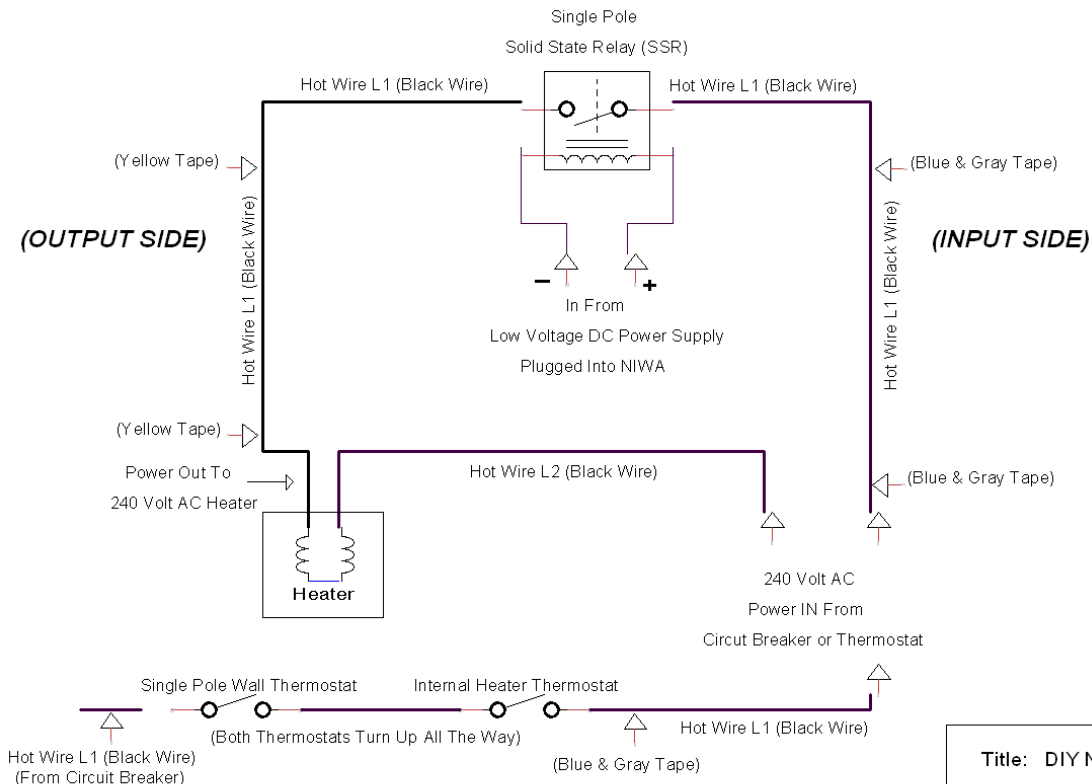 Single Pole
Solid State Relay (SSR)
Hot Wire L1 (Black Wire)
Hot Wire L1 (Black Wire)
(Yellow Tape)
(Blue & Gray Tape)
(OUTPUT SIDE)
(INPUT SIDE)
Hot Wire L1 (Black Wire)
Hot Wire L1 (Black Wire)
− +
In From
Low Voltage DC Power Supply
Plugged Into NIWA
(Yellow Tape)
Hot Wire L2 (Black Wire)
(Blue & Gray Tape)
Power Out To
240 Volt AC Heater
Heater
240 Volt AC
Power IN From
Circut Breaker or Thermostat
Single Pole Wall Thermostat
Internal Heater Thermostat
(Both Thermostats Turn Up All The Way)
Hot Wire L1 (Black Wire)
(Blue & Gray Tape)
Hot Wire L1 (Black Wire)
(From Circuit Breaker)
Title: DIY N